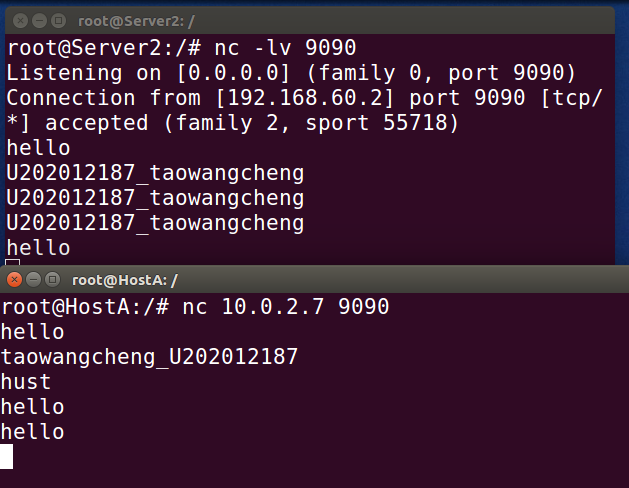 root@Server2: /
root@Server2:/# nc -lv 9090
Listening on [0.0.0.0] (family 0, port 9090)
Connection from [192.168.60.2] port 9090 [tcp/
*] accepted (family 2, sport 55718)
hello
U202012187_taowangcheng
U202012187_taowangcheng
U202012187_taowangcheng
hello
root@HostA: /
root@HostA:/# nc 10.0.2.7 9090
hello
taowangcheng_U202012187
hust
hello
hello